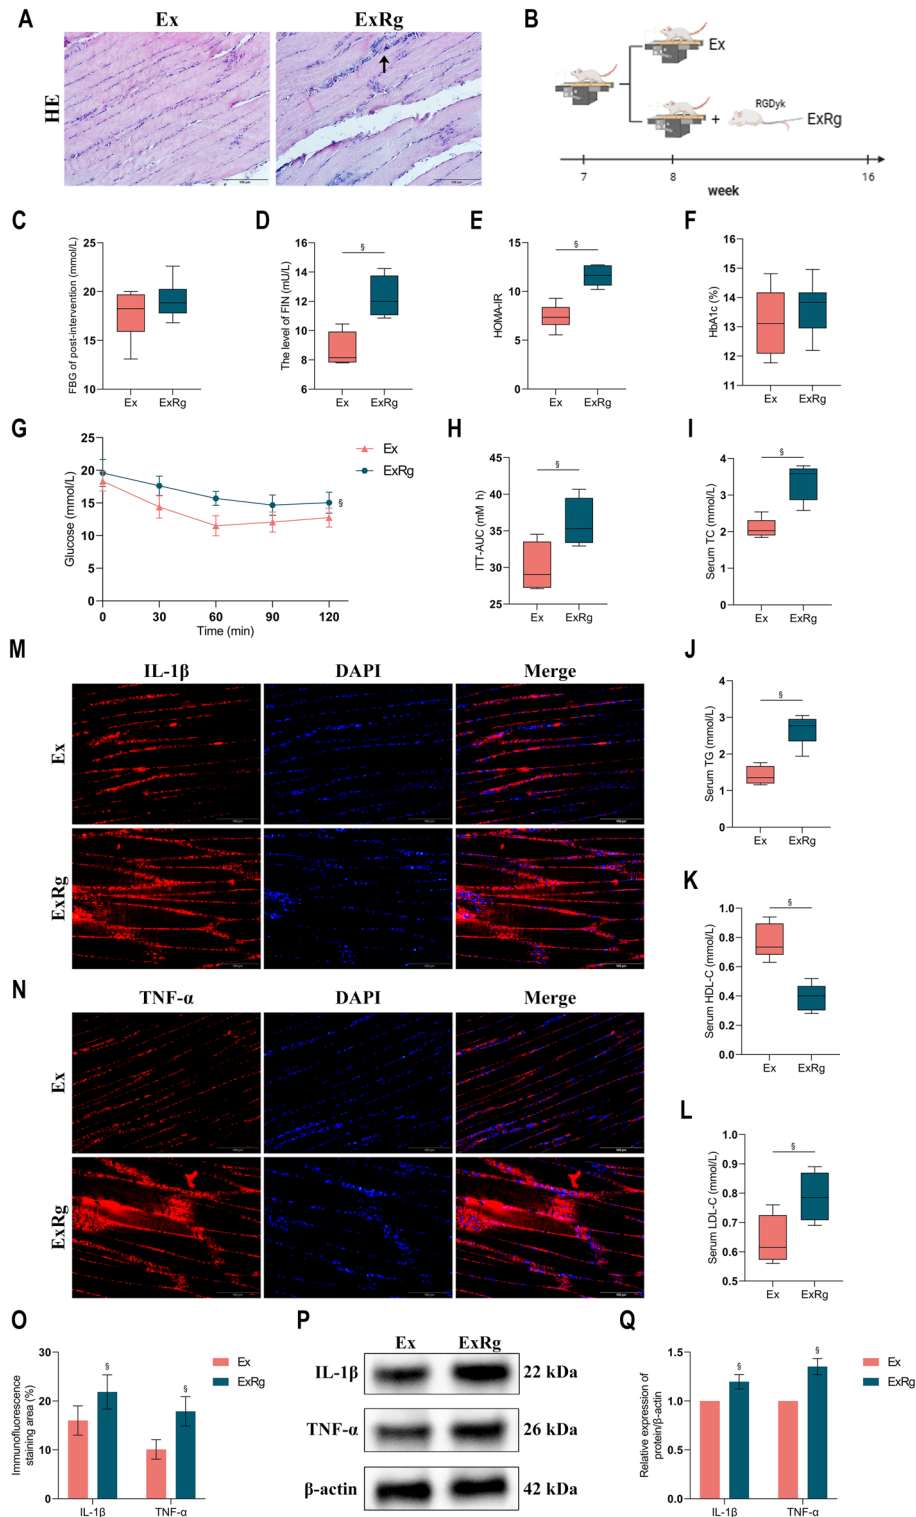 A
Ex
ExRg
HE
B
Ex
RGDyk
+
ExRg
7
8
16
week
C
FBG of post-intervention (mmol/L)
25
20
15
10
Ex
ExRg
D
The level of FIN (mU/L)
16
14
12
10
8
6
§
Ex
ExRg
E
HOMA-IR
15
10
5
0
§
Ex
ExRg
F
HbA1c (%)
16
15
14
13
12
11
Ex
ExRg
G
Glucose (mmol/L)
25
20
15
10
5
0
0
30
60
90
120
Time (min)
Ex
ExRg
§
H
ITT-AUC (mM h)
45
40
35
30
25
§
Ex
ExRg
I
Serum TC (mmol/L)
4
3
2
1
0
§
Ex
ExRg
J
Serum TG (mmol/L)
4
3
2
1
0
§
Ex
ExRg
K
Serum HDL-C (mmol/L)
1.0
0.8
0.6
0.4
0.2
0.0
§
Ex
ExRg
L
Serum LDL-C (mmol/L)
1.0
0.9
0.8
0.7
0.6
0.5
§
Ex
ExRg
M
IL-1β
DAPI
Merge
Ex
ExRg
N
TNF-α
DAPI
Merge
Ex
ExRg
O
Immunofluorescence
staining area (%)
30
20
10
0
§
§
IL-1β
TNF-α
Ex
ExRg
P
Ex
ExRg
IL-1β
22 kDa
TNF-α
26 kDa
β-actin
42 kDa
Q
Relative expression of
protein/β-actin
1.5
1.0
0.5
0.0
§
§
IL-1β
TNF-α
Ex
ExRg